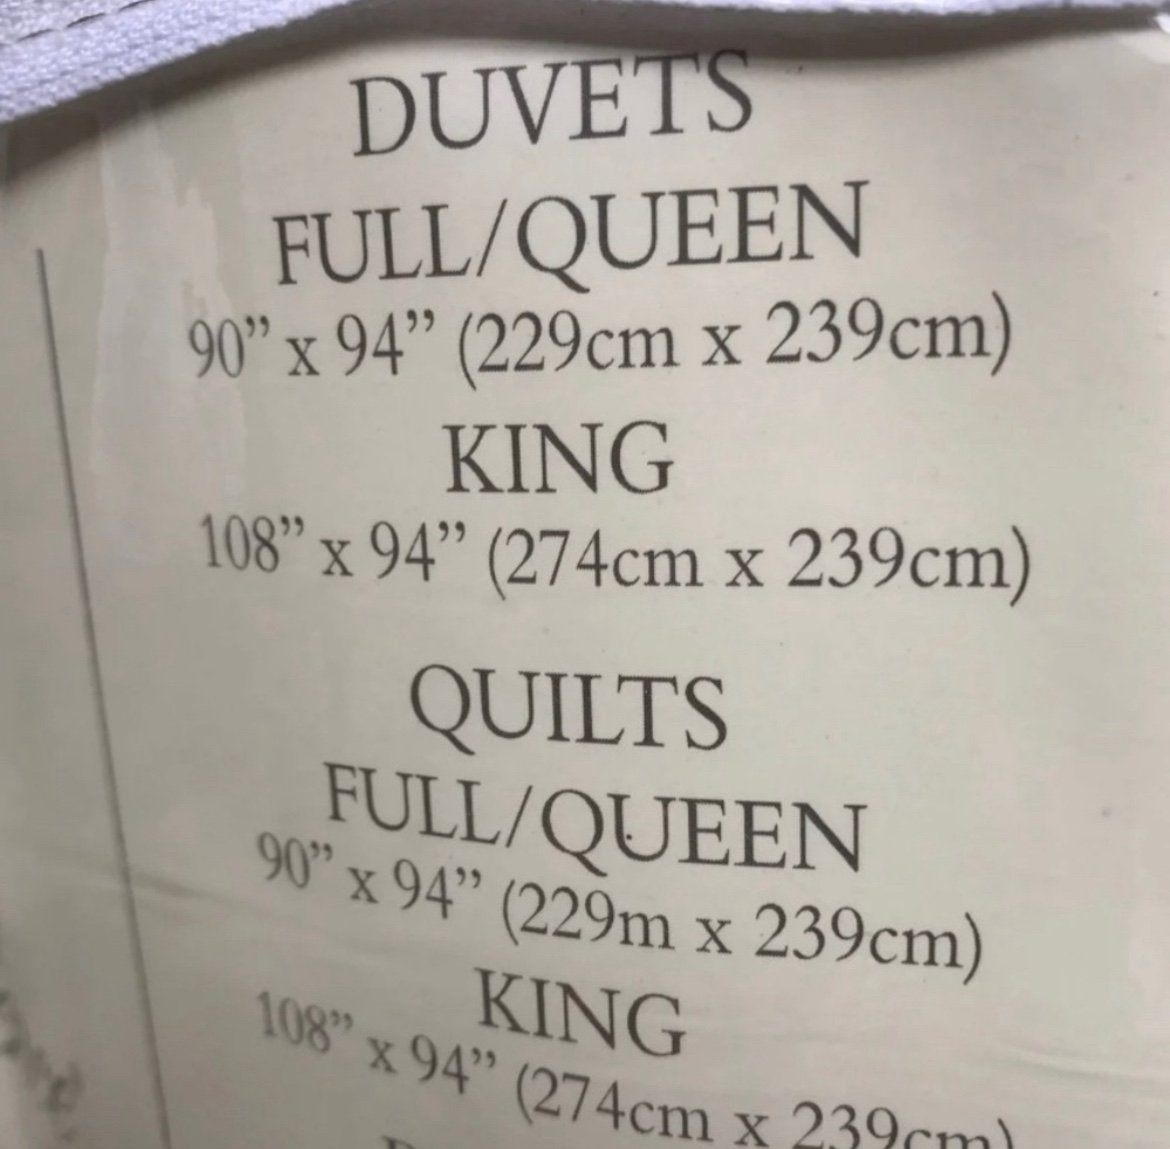 DUVETS
FULL/QUEEN
90” x 94” (229cm x 239cm)
KING
108” x 94” (274cm x 239cm)
QUILTS
FULL/QUEEN
90” x 94” (229m x 239cm)
KING
108” x 94” (274cm x 239cm)